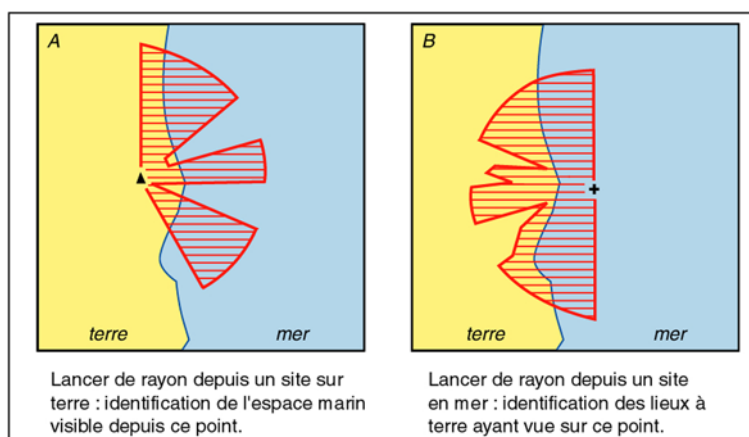 A
terre
mer
Lancer de rayon depuis un site sur
terre : identification de l'espace marin
visible depuis ce point.
B
terre
mer
Lancer de rayon depuis un site
en mer : identification des lieux à
terre ayant vue sur ce point.